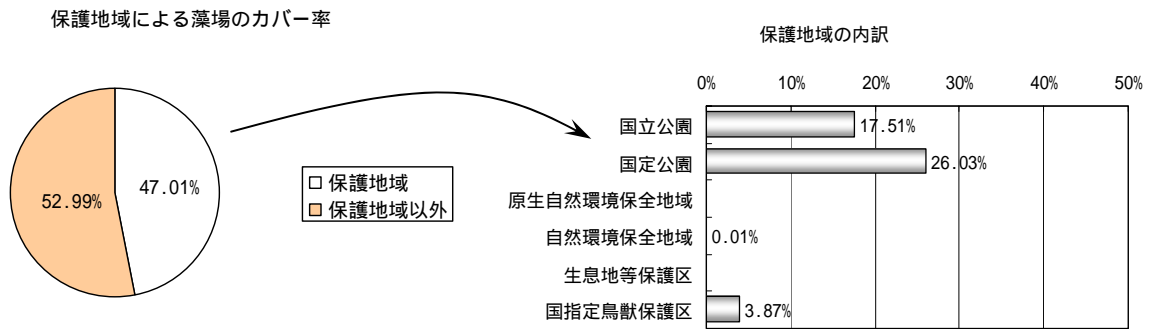 保護地域による藻場のカバー率
52.99%
47.01%
保護地域
保護地域以外
保護地域の内訳
0% 10% 20% 30% 40% 50%
国立公園 17.51%
国定公園 26.03%
原生自然環境保全地域
自然環境保全地域 0.01%
生息地等保護区
国指定鳥獣保護区 3.87%